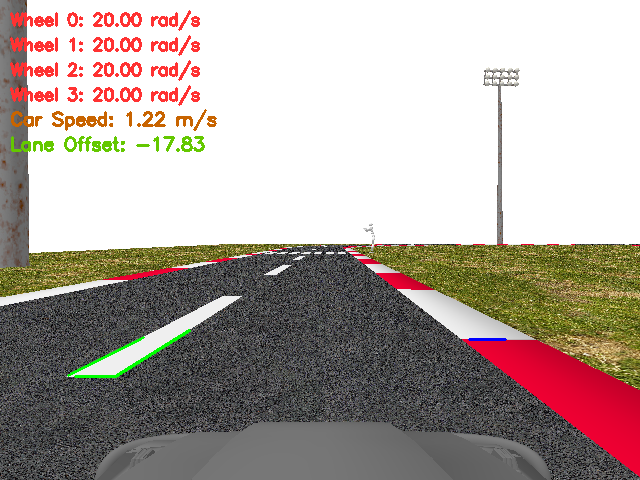 Wheel 0: 20.00 rad/s
Wheel 1: 20.00 rad/s
Wheel 2: 20.00 rad/s
Wheel 3: 20.00 rad/s
Car Speed: 1.22 m/s
Lane Offset: -17.83